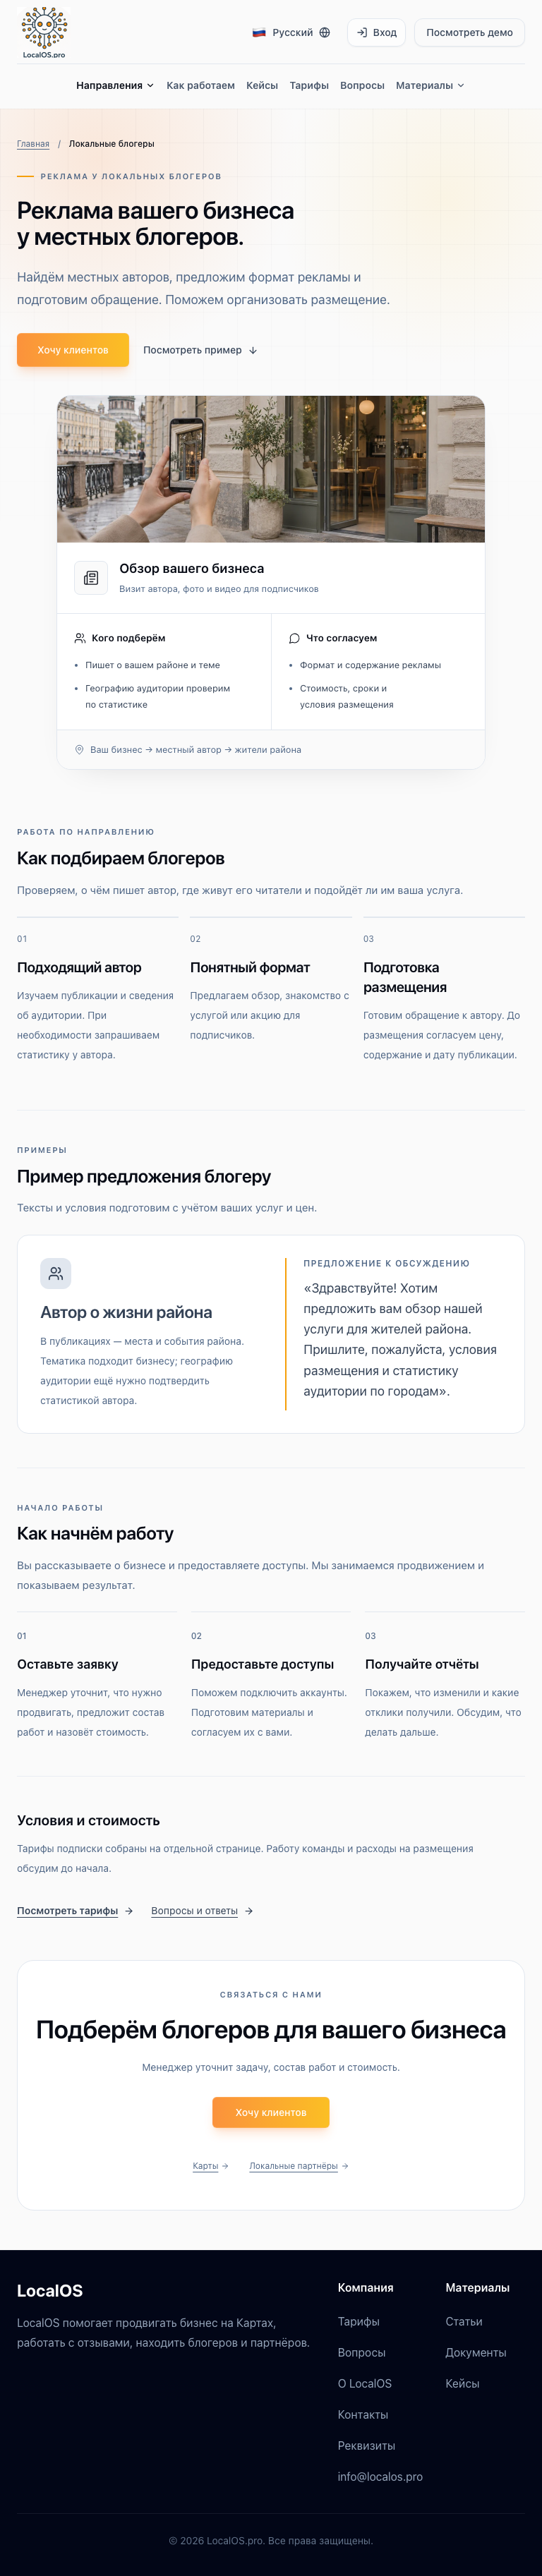 LocalOS.pro
Русский
Вход
Посмотреть демо
Направления
Как работаем
Кейсы
Тарифы
Вопросы
Материалы
Главная / Локальные блогеры
РЕКЛАМА У ЛОКАЛЬНЫХ БЛОГЕРОВ
Реклама вашего бизнеса
у местных блогеров.
Найдём местных авторов, предложим формат рекламы и
подготовим обращение. Поможем организовать размещение.
Хочу клиентов
Посмотреть пример ↓
Обзор вашего бизнеса
Визит автора, фото и видео для подписчиков
Кого подберём
• Пишет о вашем районе и теме
• Географию аудитории проверим
по статистике
Что согласуем
• Формат и содержание рекламы
• Стоимость, сроки и
условия размещения
Ваш бизнес → местный автор → жители района
РАБОТА ПО НАПРАВЛЕНИЮ
Как подбираем блогеров
Проверяем, о чём пишет автор, где живут его читатели и подойдёт ли им ваша услуга.
01
Подходящий автор
Изучаем публикации и сведения
об аудитории. При
необходимости запрашиваем
статистику у автора.
02
Понятный формат
Предлагаем обзор, знакомство с
услугой или акцию для
подписчиков.
03
Подготовка
размещения
Готовим обращение к автору. До
размещения согласуем цену,
содержание и дату публикации.
ПРИМЕРЫ
Пример предложения блогеру
Тексты и условия подготовим с учётом ваших услуг и цен.
Автор о жизни района
В публикациях — места и события района.
Тематика подходит бизнесу; географию
аудитории ещё нужно подтвердить
статистикой автора.
ПРЕДЛОЖЕНИЕ К ОБСУЖДЕНИЮ
«Здравствуйте! Хотим
предложить вам обзор нашей
услуги для жителей района.
Пришлите, пожалуйста, условия
размещения и статистику
аудитории по городам».
НАЧАЛО РАБОТЫ
Как начнём работу
Вы рассказываете о бизнесе и предоставляете доступы. Мы занимаемся продвижением и
показываем результат.
01
Оставьте заявку
Менеджер уточнит, что нужно
продвигать, предложит состав
работ и назовёт стоимость.
02
Предоставьте доступы
Поможем подключить аккаунты.
Подготовим материалы и
согласуем их с вами.
03
Получайте отчёты
Покажем, что изменили и какие
отклики получили. Обсудим, что
делать дальше.
Условия и стоимость
Тарифы подписки собраны на отдельной странице. Работу команды и расходы на размещения
обсудим до начала.
Посмотреть тарифы →
Вопросы и ответы →
СВЯЗАТЬСЯ С НАМИ
Подберём блогеров для вашего бизнеса
Менеджер уточнит задачу, состав работ и стоимость.
Хочу клиентов
Карты →
Локальные партнёры →
LocalOS
LocalOS помогает продвигать бизнес на Картах,
работать с отзывами, находить блогеров и партнёров.
Компания
Тарифы
Вопросы
О LocalOS
Контакты
Реквизиты
info@localos.pro
Материалы
Статьи
Документы
Кейсы
© 2026 LocalOS.pro. Все права защищены.